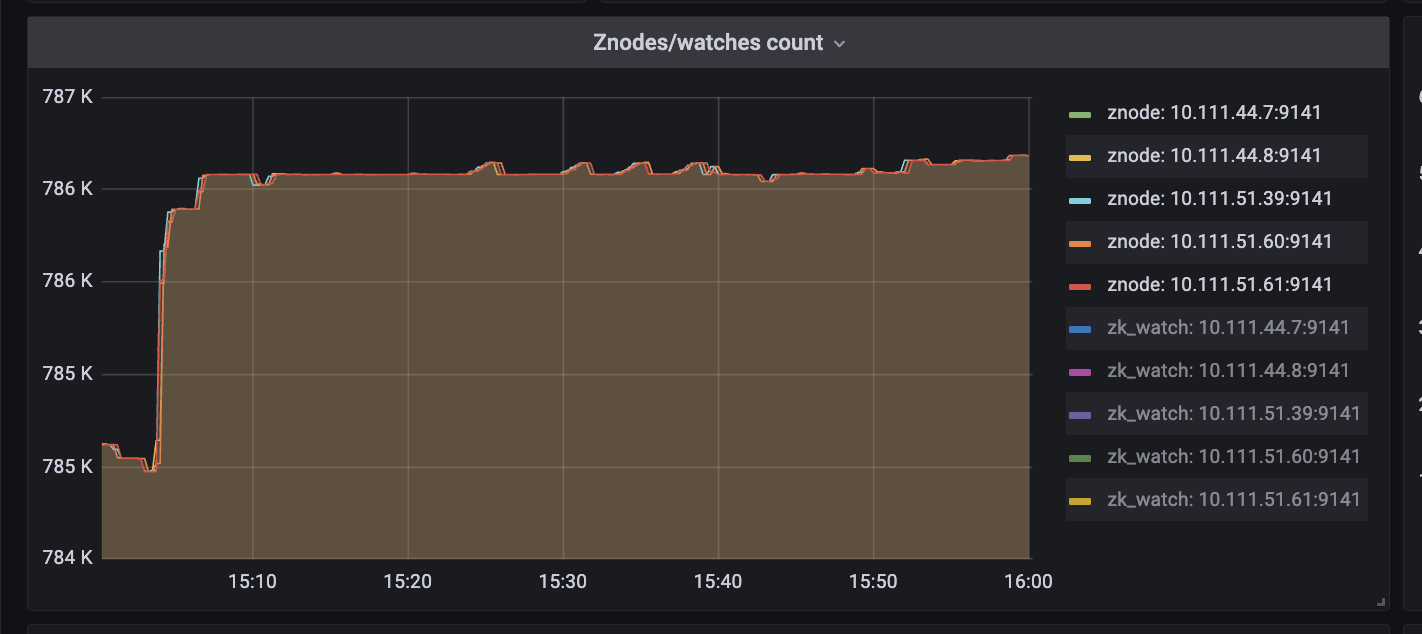 Znodes/watches count
787 K
786 K
786 K
785 K
785 K
784 K
15:10
15:20
15:30
15:40
15:50
16:00
znode: 10.111.44.7:9141
znode: 10.111.44.8:9141
znode: 10.111.51.39:9141
znode: 10.111.51.60:9141
znode: 10.111.51.61:9141
zk_watch: 10.111.44.7:9141
zk_watch: 10.111.44.8:9141
zk_watch: 10.111.51.39:9141
zk_watch: 10.111.51.60:9141
zk_watch: 10.111.51.61:9141